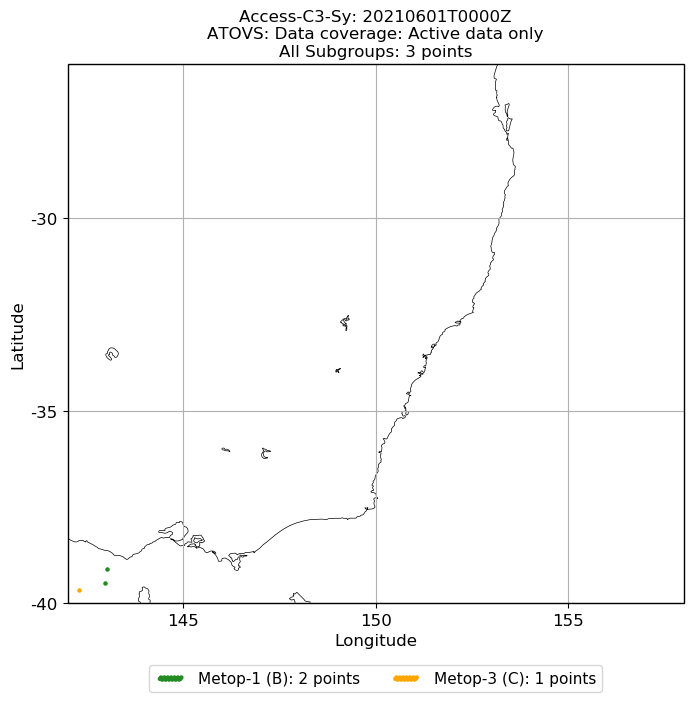 Access-C3-Sy: 20210601T0000Z
ATOVS: Data coverage: Active data only
All Subgroups: 3 points
-30
-35
-40
Latitude
145
150
155
Longitude
Metop-1 (B): 2 points
Metop-3 (C): 1 points